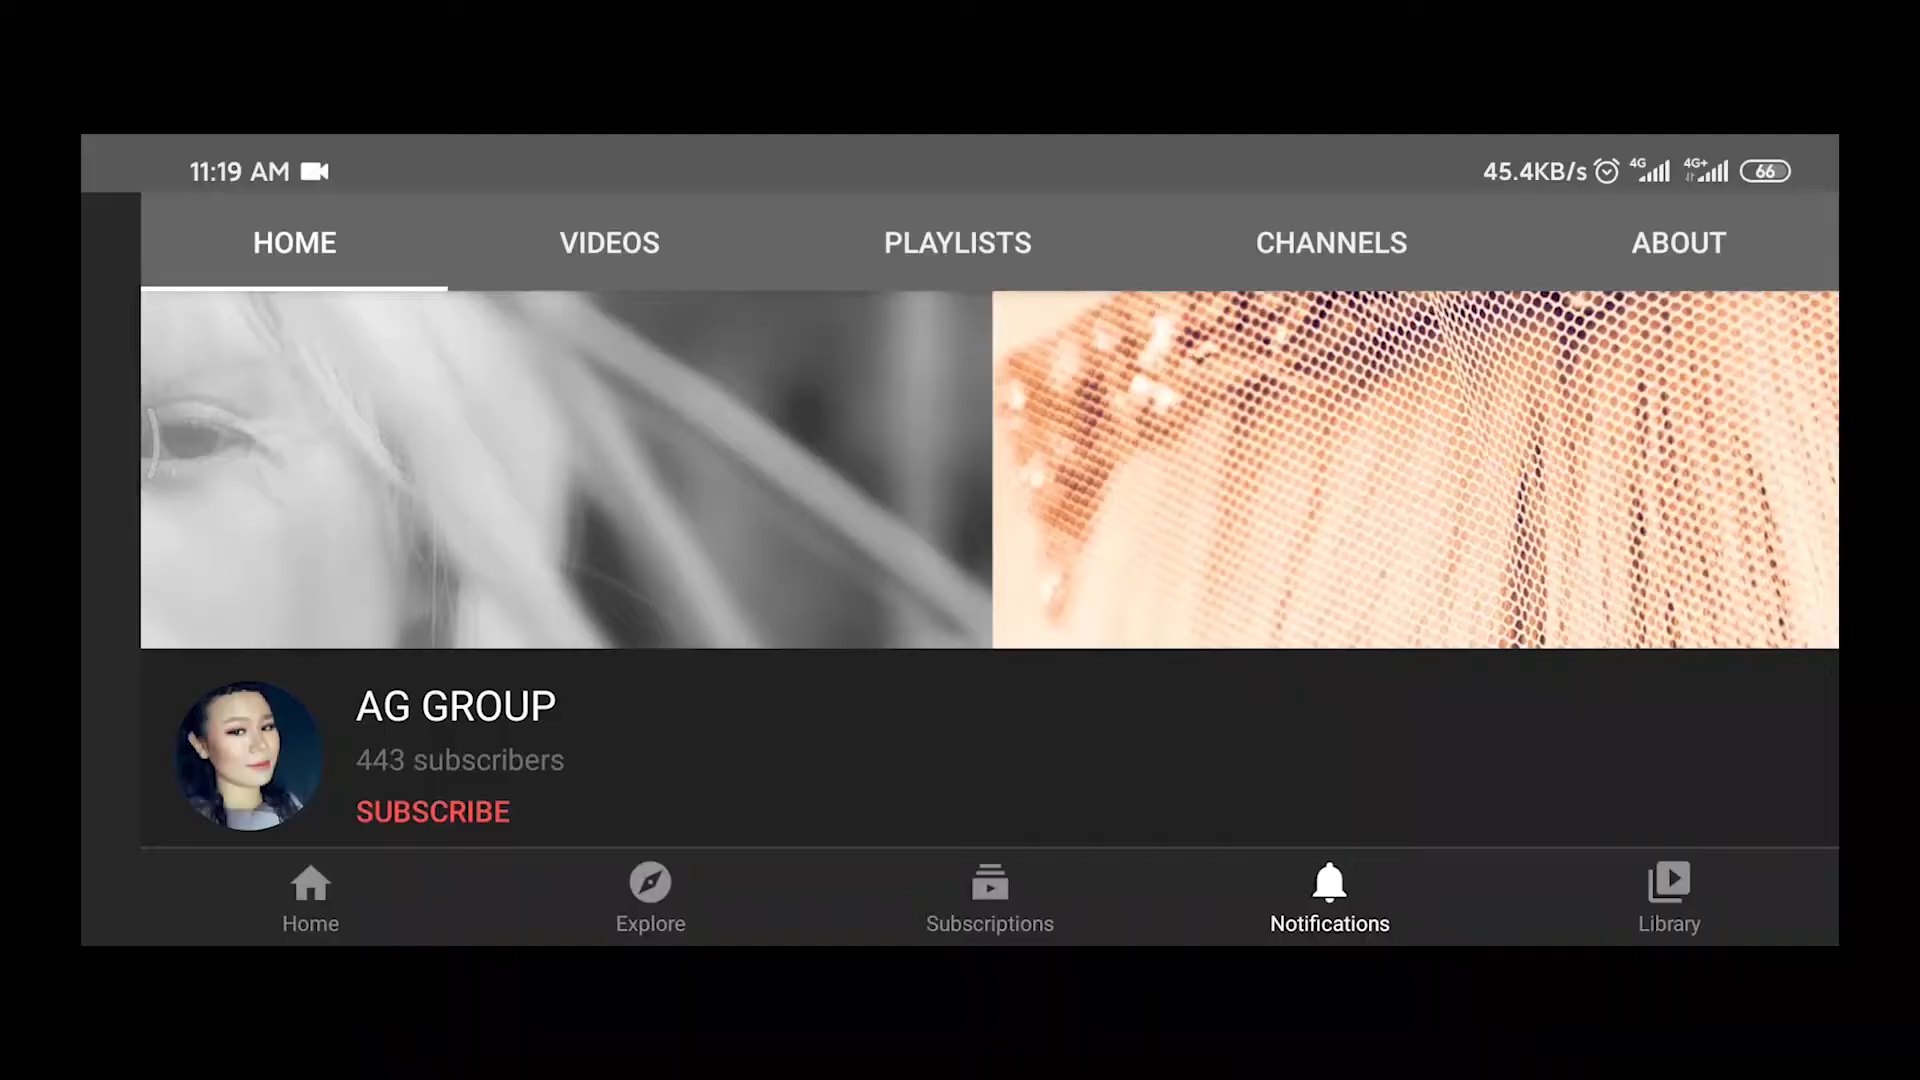 11:19 AM
45.4KB/s 4G 4G+ 66
HOME VIDEOS PLAYLISTS CHANNELS ABOUT
AG GROUP
443 subscribers
SUBSCRIBE
Home Explore Subscriptions Notifications Library